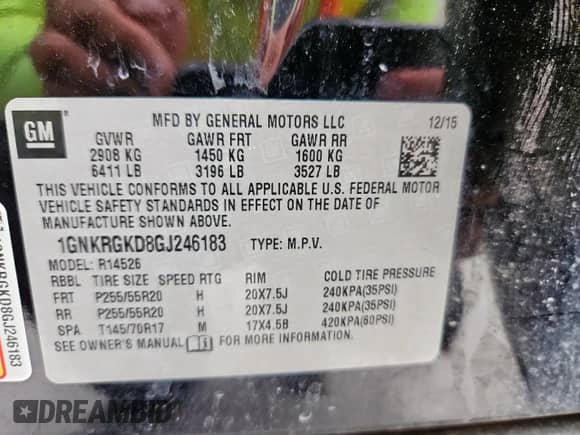 GM
MFD BY GENERAL MOTORS LLC
12/15
GVWR GAWR FRT GAWR RR
2908 KG 1450 KG 1600 KG
6411 LB 3196 LB 3527 LB
THIS VEHICLE CONFORMS TO ALL APPLICABLE U.S. FEDERAL MOTOR
VEHICLE SAFETY STANDARDS IN EFFECT ON THE DATE OF
MANUFACTURE SHOWN ABOVE.
1GNKRGKD8GJ246183 TYPE: M.P.V.
MODEL: R14526
RBBL TIRE SIZE SPEED RTG RIM COLD TIRE PRESSURE
FRT P255/55R20 H 20X7.5J 240KPA(35PSI)
RR P255/55R20 H 20X7.5J 240KPA(35PSI)
SPA T145/70R17 M 17X4.5B 420KPA(60PSI)
SEE OWNER'S MANUAL FOR MORE INFORMATION.
DREAMBID